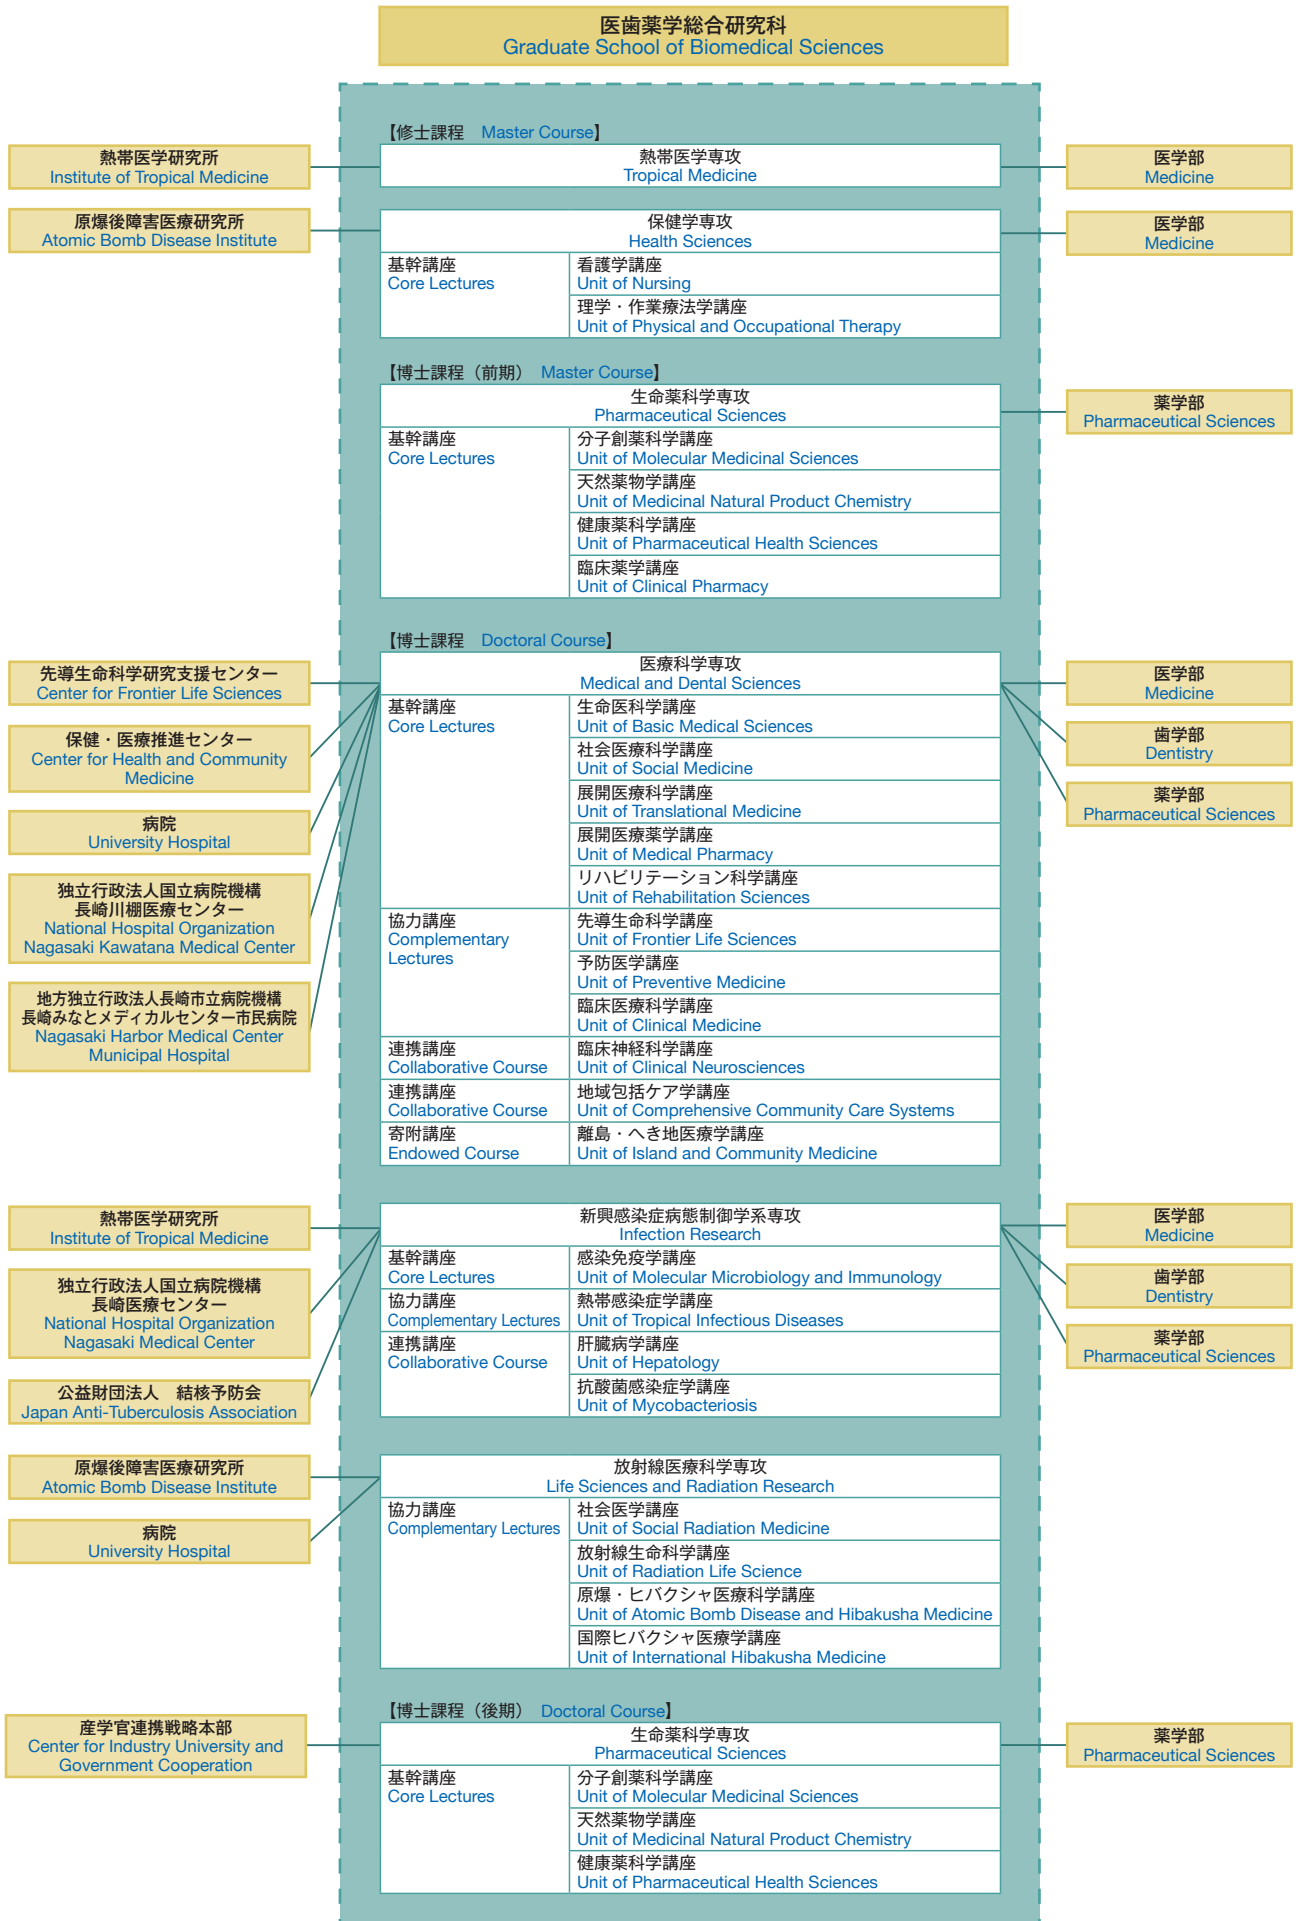 医歯薬学総合研究科
Graduate School of Biomedical Sciences
【修士課程　Master Course】
熱帯医学研究所
Institute of Tropical Medicine
熱帯医学専攻
Tropical Medicine
医学部
Medicine
原爆後障害医療研究所
Atomic Bomb Disease Institute
保健学専攻
Health Sciences
医学部
Medicine
基幹講座
Core Lectures
看護学講座
Unit of Nursing
理学・作業療法学講座
Unit of Physical and Occupational Therapy
【博士課程（前期）　Master Course】
生命薬科学専攻
Pharmaceutical Sciences
薬学部
Pharmaceutical Sciences
基幹講座
Core Lectures
分子創薬科学講座
Unit of Molecular Medicinal Sciences
天然薬物学講座
Unit of Medicinal Natural Product Chemistry
健康薬科学講座
Unit of Pharmaceutical Health Sciences
臨床薬学講座
Unit of Clinical Pharmacy
【博士課程　Doctoral Course】
先導生命科学研究支援センター
Center for Frontier Life Sciences
保健・医療推進センター
Center for Health and Community
Medicine
病院
University Hospital
独立行政法人国立病院機構
長崎川棚医療センター
National Hospital Organization
Nagasaki Kawatana Medical Center
地方独立行政法人長崎市立病院機構
長崎みなとメディカルセンター市民病院
Nagasaki Harbor Medical Center
Municipal Hospital
医療科学専攻
Medical and Dental Sciences
基幹講座
Core Lectures
生命医科学講座
Unit of Basic Medical Sciences
社会医療科学講座
Unit of Social Medicine
展開医療科学講座
Unit of Translational Medicine
展開医療薬学講座
Unit of Medical Pharmacy
リハビリテーション科学講座
Unit of Rehabilitation Sciences
協力講座
Complementary
Lectures
先導生命科学講座
Unit of Frontier Life Sciences
予防医学講座
Unit of Preventive Medicine
臨床医療科学講座
Unit of Clinical Medicine
連携講座
Collaborative Course
臨床神経科学講座
Unit of Clinical Neurosciences
連携講座
Collaborative Course
地域包括ケア学講座
Unit of Comprehensive Community Care Systems
寄附講座
Endowed Course
離島・へき地医療学講座
Unit of Island and Community Medicine
医学部
Medicine
歯学部
Dentistry
薬学部
Pharmaceutical Sciences
熱帯医学研究所
Institute of Tropical Medicine
独立行政法人国立病院機構
長崎医療センター
National Hospital Organization
Nagasaki Medical Center
公益財団法人　結核予防会
Japan Anti-Tuberculosis Association
新興感染症病態制御学系専攻
Infection Research
基幹講座
Core Lectures
感染免疫学講座
Unit of Molecular Microbiology and Immunology
協力講座
Complementary Lectures
熱帯感染症学講座
Unit of Tropical Infectious Diseases
連携講座
Collaborative Course
肝臓病学講座
Unit of Hepatology
抗酸菌感染症学講座
Unit of Mycobacteriosis
医学部
Medicine
歯学部
Dentistry
薬学部
Pharmaceutical Sciences
原爆後障害医療研究所
Atomic Bomb Disease Institute
病院
University Hospital
放射線医療科学専攻
Life Sciences and Radiation Research
協力講座
Complementary Lectures
社会医学講座
Unit of Social Radiation Medicine
放射線生命科学講座
Unit of Radiation Life Science
原爆・ヒバクシャ医療科学講座
Unit of Atomic Bomb Disease and Hibakusha Medicine
国際ヒバクシャ医療学講座
Unit of International Hibakusha Medicine
【博士課程（後期）　Doctoral Course】
産学官連携戦略本部
Center for Industry University and
Government Cooperation
生命薬科学専攻
Pharmaceutical Sciences
薬学部
Pharmaceutical Sciences
基幹講座
Core Lectures
分子創薬科学講座
Unit of Molecular Medicinal Sciences
天然薬物学講座
Unit of Medicinal Natural Product Chemistry
健康薬科学講座
Unit of Pharmaceutical Health Sciences